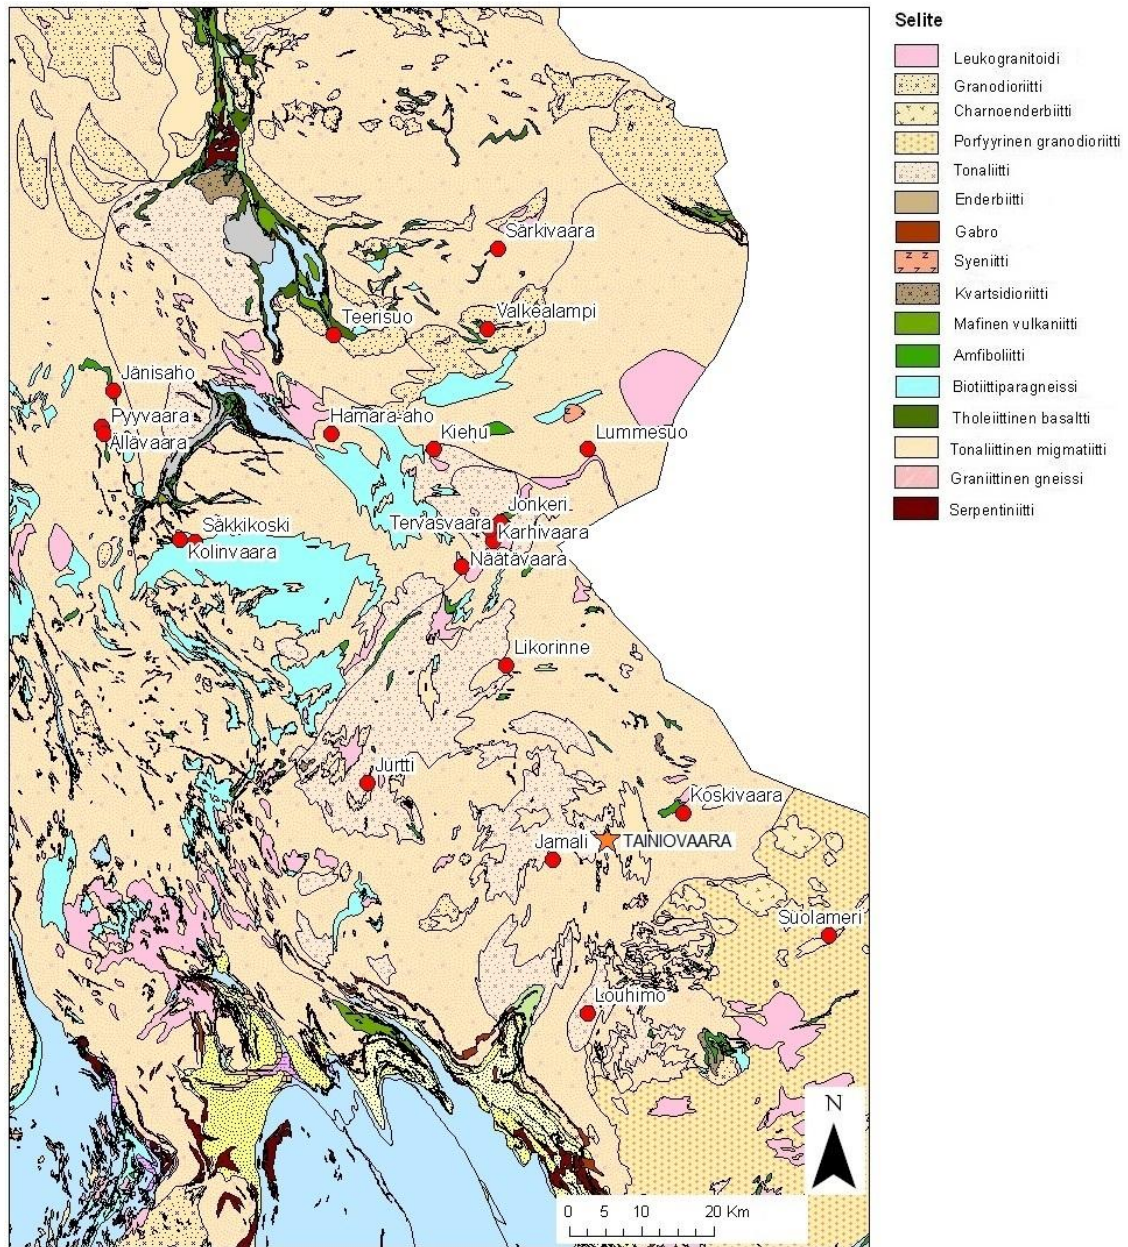 Selite
Leukogranitoidi
Granodioriitti
Charnoenderbiitti
Porfyyrinen granodioriitti
Tonaliitti
Enderbiitti
Gabro
Syeniitti
Kvartsidioriitti
Mafinen vulkaniitti
Amfiboliitti
Biotiittiparagneissi
Tholeiittinen basaltti
Tonaliittinen migmatiitti
Graniittinen gneissi
Serpentiniitti
Särkivaara
Valkealampi
Teerisuo
Jänisaho
Pyyvaara
Ällävaara
Hamara-aho
Kiehu
Lummesuo
Jonkeri
Tervasvaara
Karhivaara
Säkkikoski
Kolinvaara
Näätävaara
Likorinne
Jurtti
Koskivaara
Jamali
TAINIOVAARA
Suolameri
Louhimo
N
0 5 10 20 Km